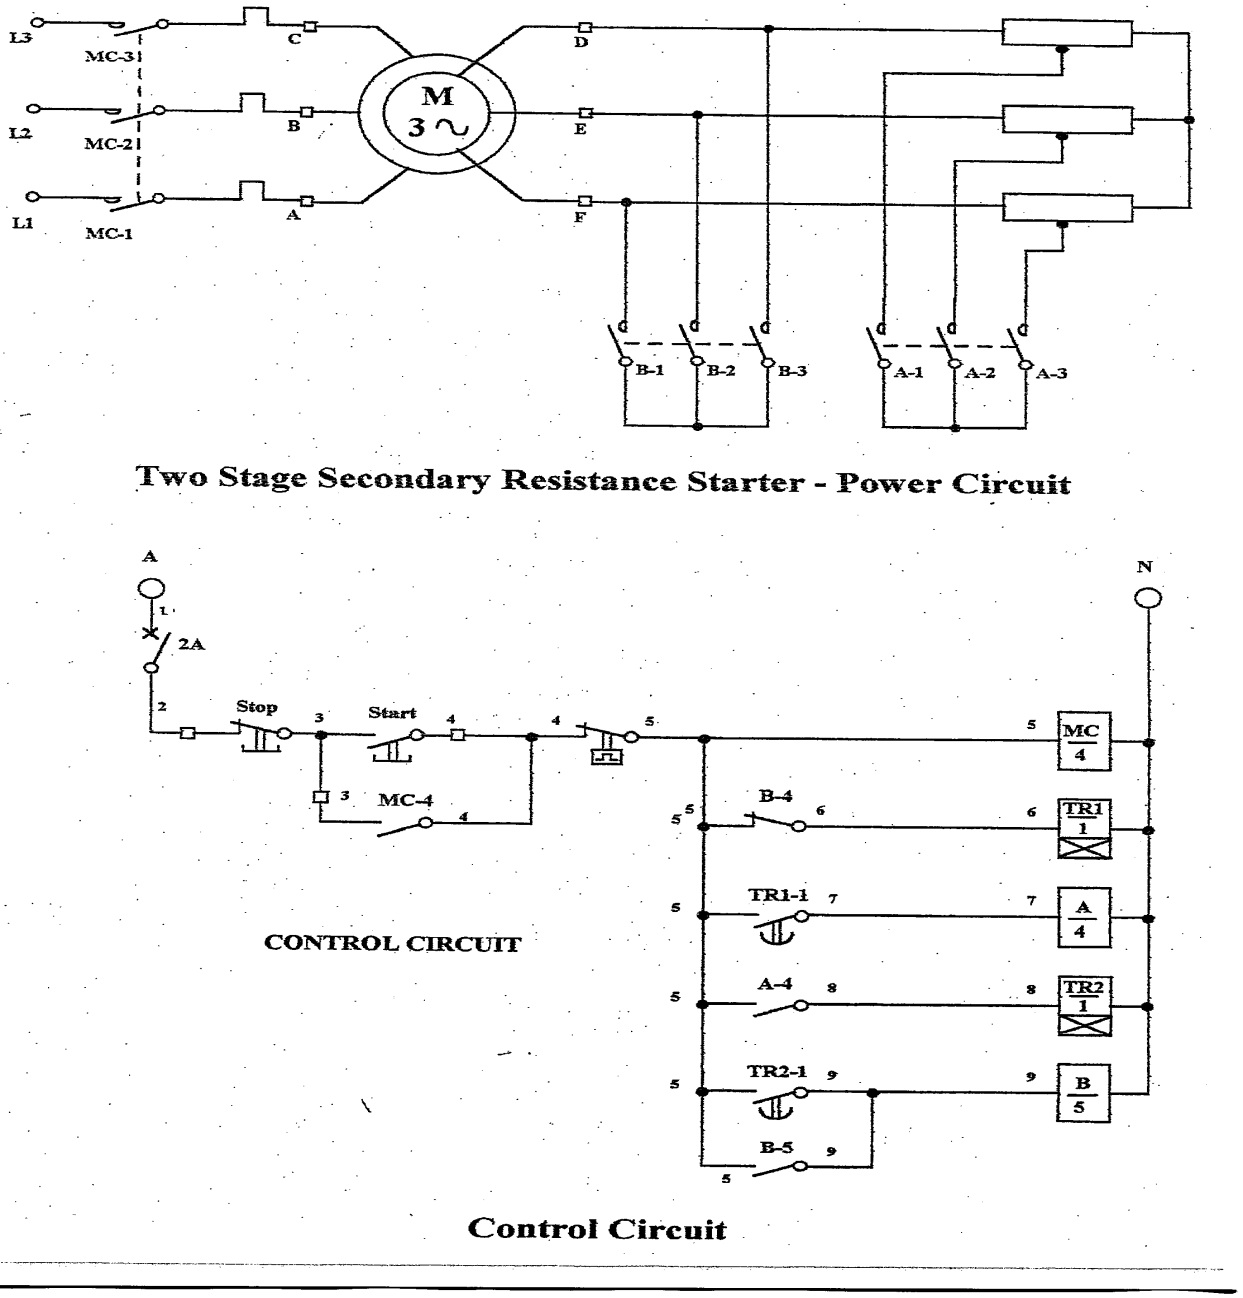 L3
MC-3
C
D
L2
MC-2
B
M
3
E
L1
MC-1
A
F
B-1
B-2
B-3
A-1
A-2
A-3
Two Stage Secondary Resistance Starter - Power Circuit
A
N
1
2A
2
Stop
3
Start
4
4
5
5
MC
4
3
MC-4
4
5
5
B-4
6
6
TR1
1
5
TR1-1
7
7
A
4
CONTROL CIRCUIT
5
A-4
8
8
TR2
1
5
TR2-1
9
9
B
5
5
B-5
9
Control Circuit